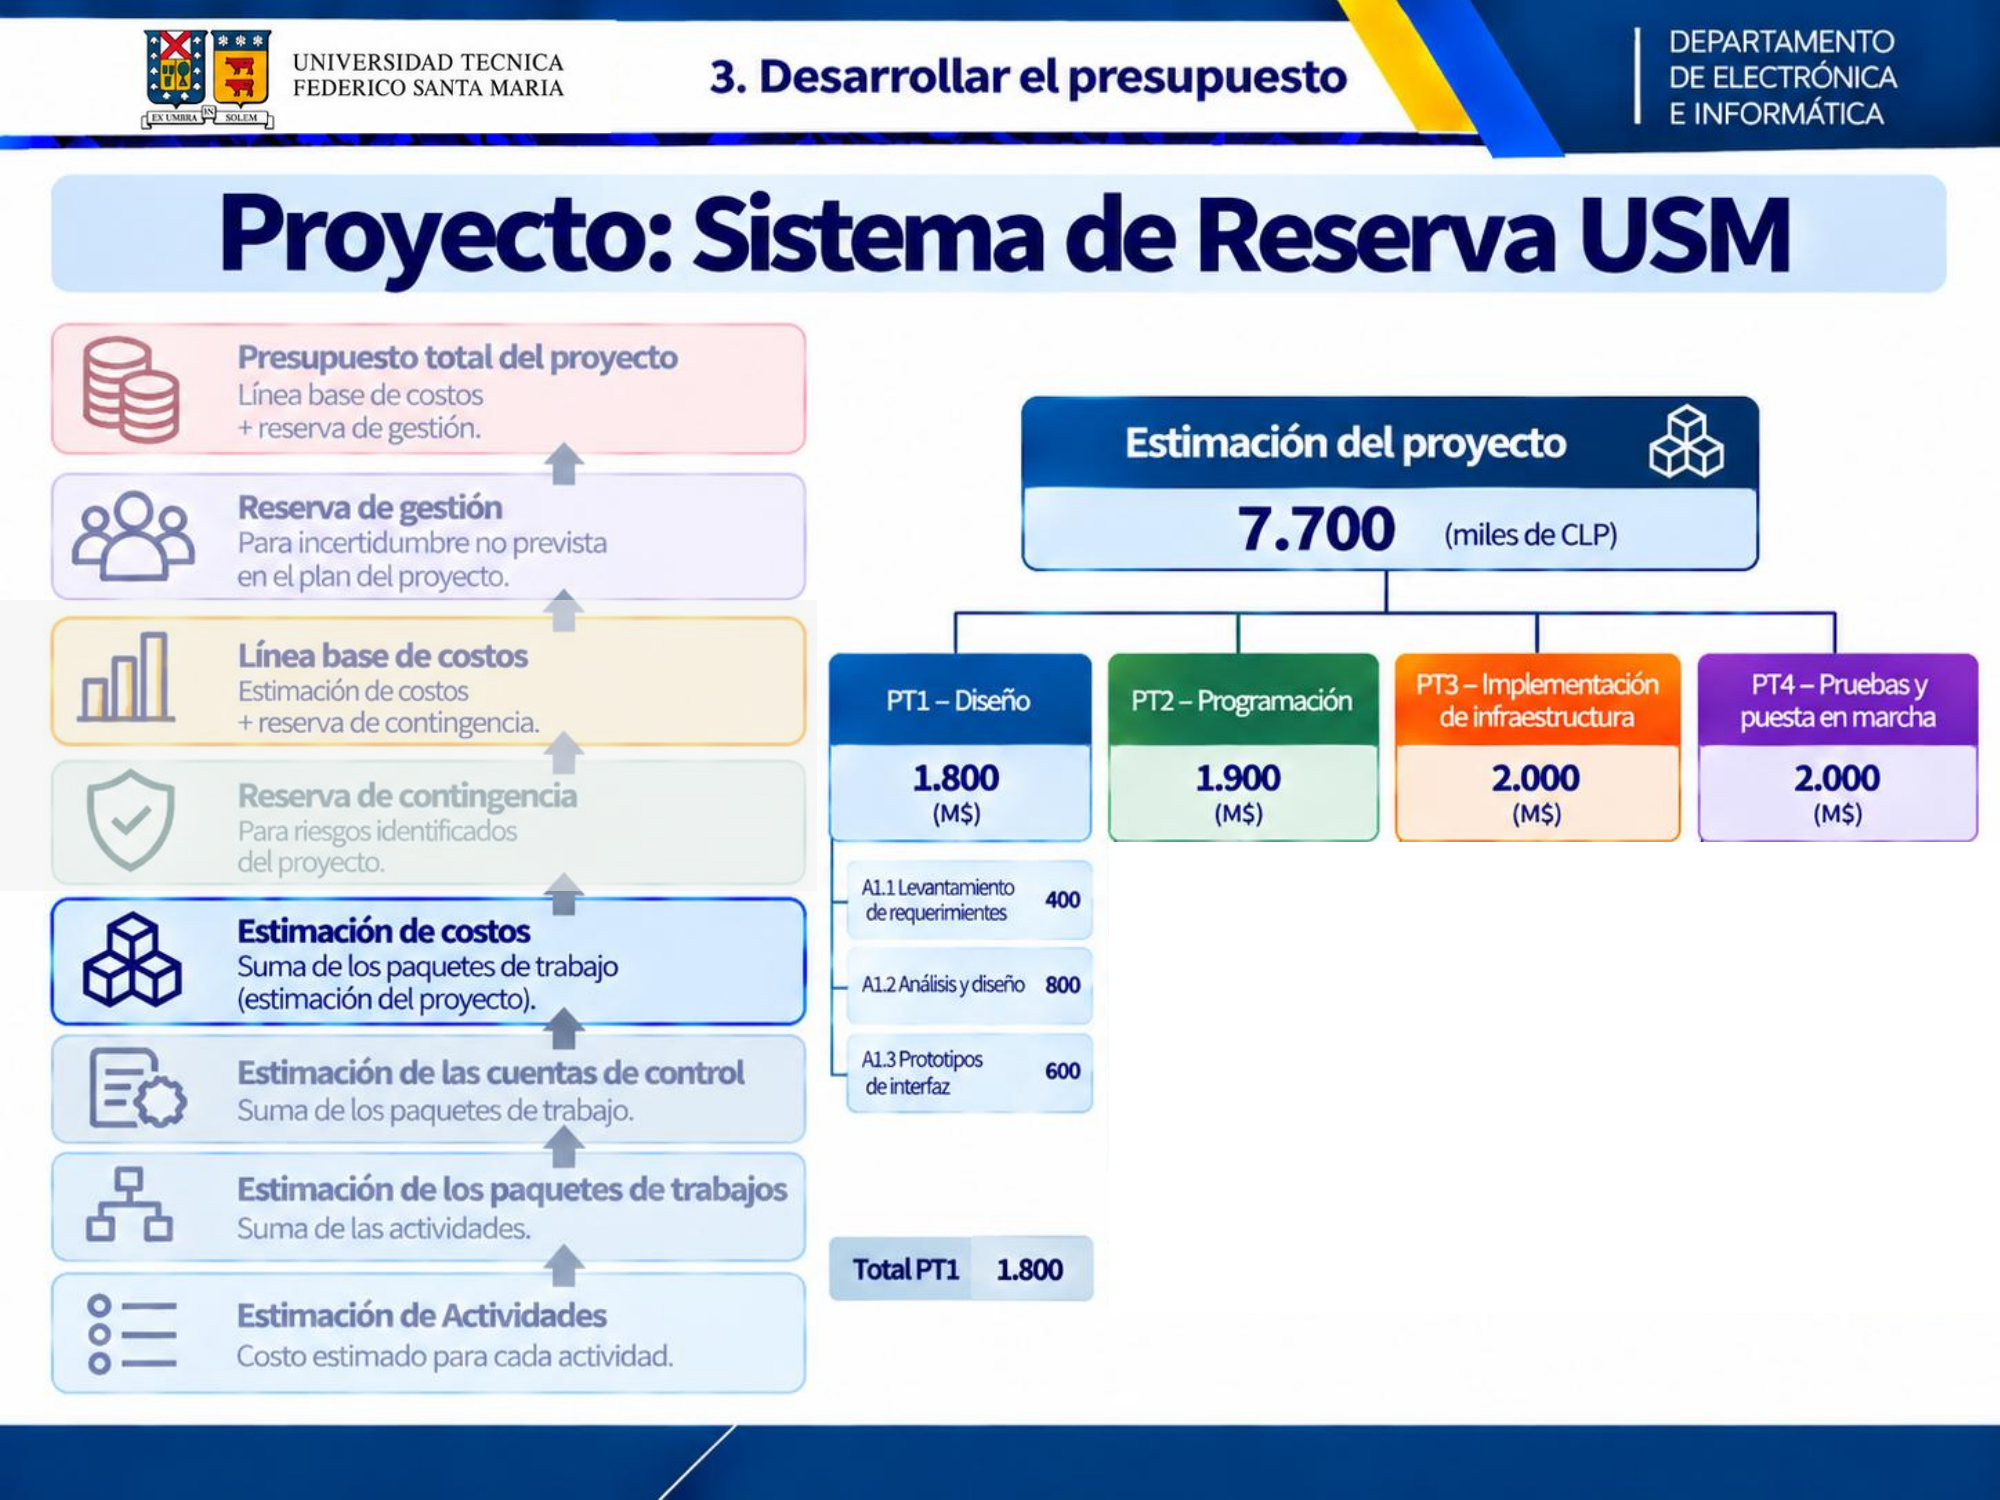 UNIVERSIDAD TECNICA
FEDERICO SANTA MARIA
EX UMBRA IN SOLEM
3. Desarrollar el presupuesto
DEPARTAMENTO
DE ELECTRÓNICA
E INFORMÁTICA
Proyecto: Sistema de Reserva USM
Presupuesto total del proyecto
Línea base de costos
+ reserva de gestión.
Reserva de gestión
Para incertidumbre no prevista
en el plan del proyecto.
Línea base de costos
Estimación de costos
+ reserva de contingencia.
Reserva de contingencia
Para riesgos identificados
del proyecto.
Estimación de costos
Suma de los paquetes de trabajo
(estimación del proyecto).
Estimación de las cuentas de control
Suma de los paquetes de trabajo.
Estimación de los paquetes de trabajos
Suma de las actividades.
Estimación de Actividades
Costo estimado para cada actividad.
Estimación del proyecto
7.700 (miles de CLP)
PT1 – Diseño
1.800
(M$)
PT2 – Programación
1.900
(M$)
PT3 – Implementación
de infraestructura
2.000
(M$)
PT4 – Pruebas y
puesta en marcha
2.000
(M$)
A1.1 Levantamiento
de requerimientes 400
A1.2 Análisis y diseño 800
A1.3 Prototipos
de interfaz 600
Total PT1 1.800